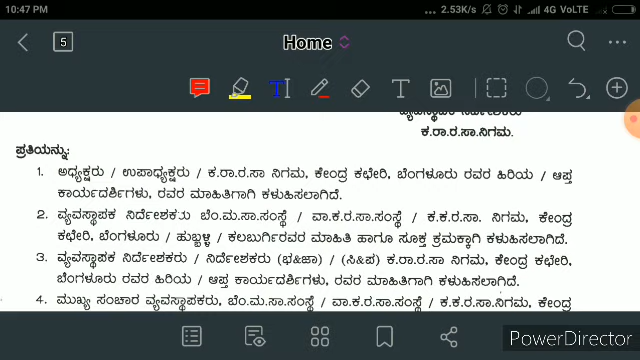 10:47 PM ... 2.53K/s 4G VoLTE
5 Home
ವ್ಯವಸ್ಥಾಪಕ ನಿರ್ದೇಶಕರು
ಕ.ರಾ.ರ.ಸಾ.ನಿಗಮ.
ಪ್ರತಿಯನ್ನು:
1. ಅಧ್ಯಕ್ಷರು / ಉಪಾಧ್ಯಕ್ಷರು / ಕ.ರಾ.ರ.ಸಾ ನಿಗಮ, ಕೇಂದ್ರ ಕಛೇರಿ, ಬೆಂಗಳೂರು ರವರ ಹಿರಿಯ / ಆಪ್ತ
ಕಾರ್ಯದರ್ಶಿಗಳು, ರವರ ಮಾಹಿತಿಗಾಗಿ ಕಳುಹಿಸಲಾಗಿದೆ.
2. ವ್ಯವಸ್ಥಾಪಕ ನಿರ್ದೇಶಕರು ಬೆಂ.ಮ.ಸಾ.ಸಂಸ್ಥೆ / ವಾ.ಕ.ರ.ಸಾ.ಸಂಸ್ಥೆ / ಕ.ಕ.ರ.ಸಾ. ನಿಗಮ, ಕೇಂದ್ರ
ಕಛೇರಿ, ಬೆಂಗಳೂರು / ಹುಬ್ಬಳ್ಳಿ / ಕಲಬುರ್ಗಿರವರ ಮಾಹಿತಿ ಹಾಗೂ ಸೂಕ್ತ ಕ್ರಮಕ್ಕಾಗಿ ಕಳುಹಿಸಲಾಗಿದೆ.
3. ವ್ಯವಸ್ಥಾಪಕ ನಿರ್ದೇಶಕರು / ನಿರ್ದೇಶಕರು (ಭ&ಜಾ) / (ಸಿ&ಪ) ಕ.ರಾ.ರ.ಸಾ ನಿಗಮ, ಕೇಂದ್ರ ಕಛೇರಿ,
ಬೆಂಗಳೂರು ರವರ ಹಿರಿಯ / ಆಪ್ತ ಕಾರ್ಯದರ್ಶಿಗಳು, ರವರ ಮಾಹಿತಿಗಾಗಿ ಕಳುಹಿಸಲಾಗಿದೆ.
4. ಮುಖ್ಯ ಸಂಚಾರ ವ್ಯವಸ್ಥಾಪಕರು, ಬೆಂ.ಮ.ಸಾ.ಸಂಸ್ಥೆ / ವಾ.ಕ.ರ.ಸಾ.ಸಂಸ್ಥೆ / ಕ.ಕ.ರ.ಸಾ.ನಿಗಮ, ಕೇಂದ್ರ
PowerDirector